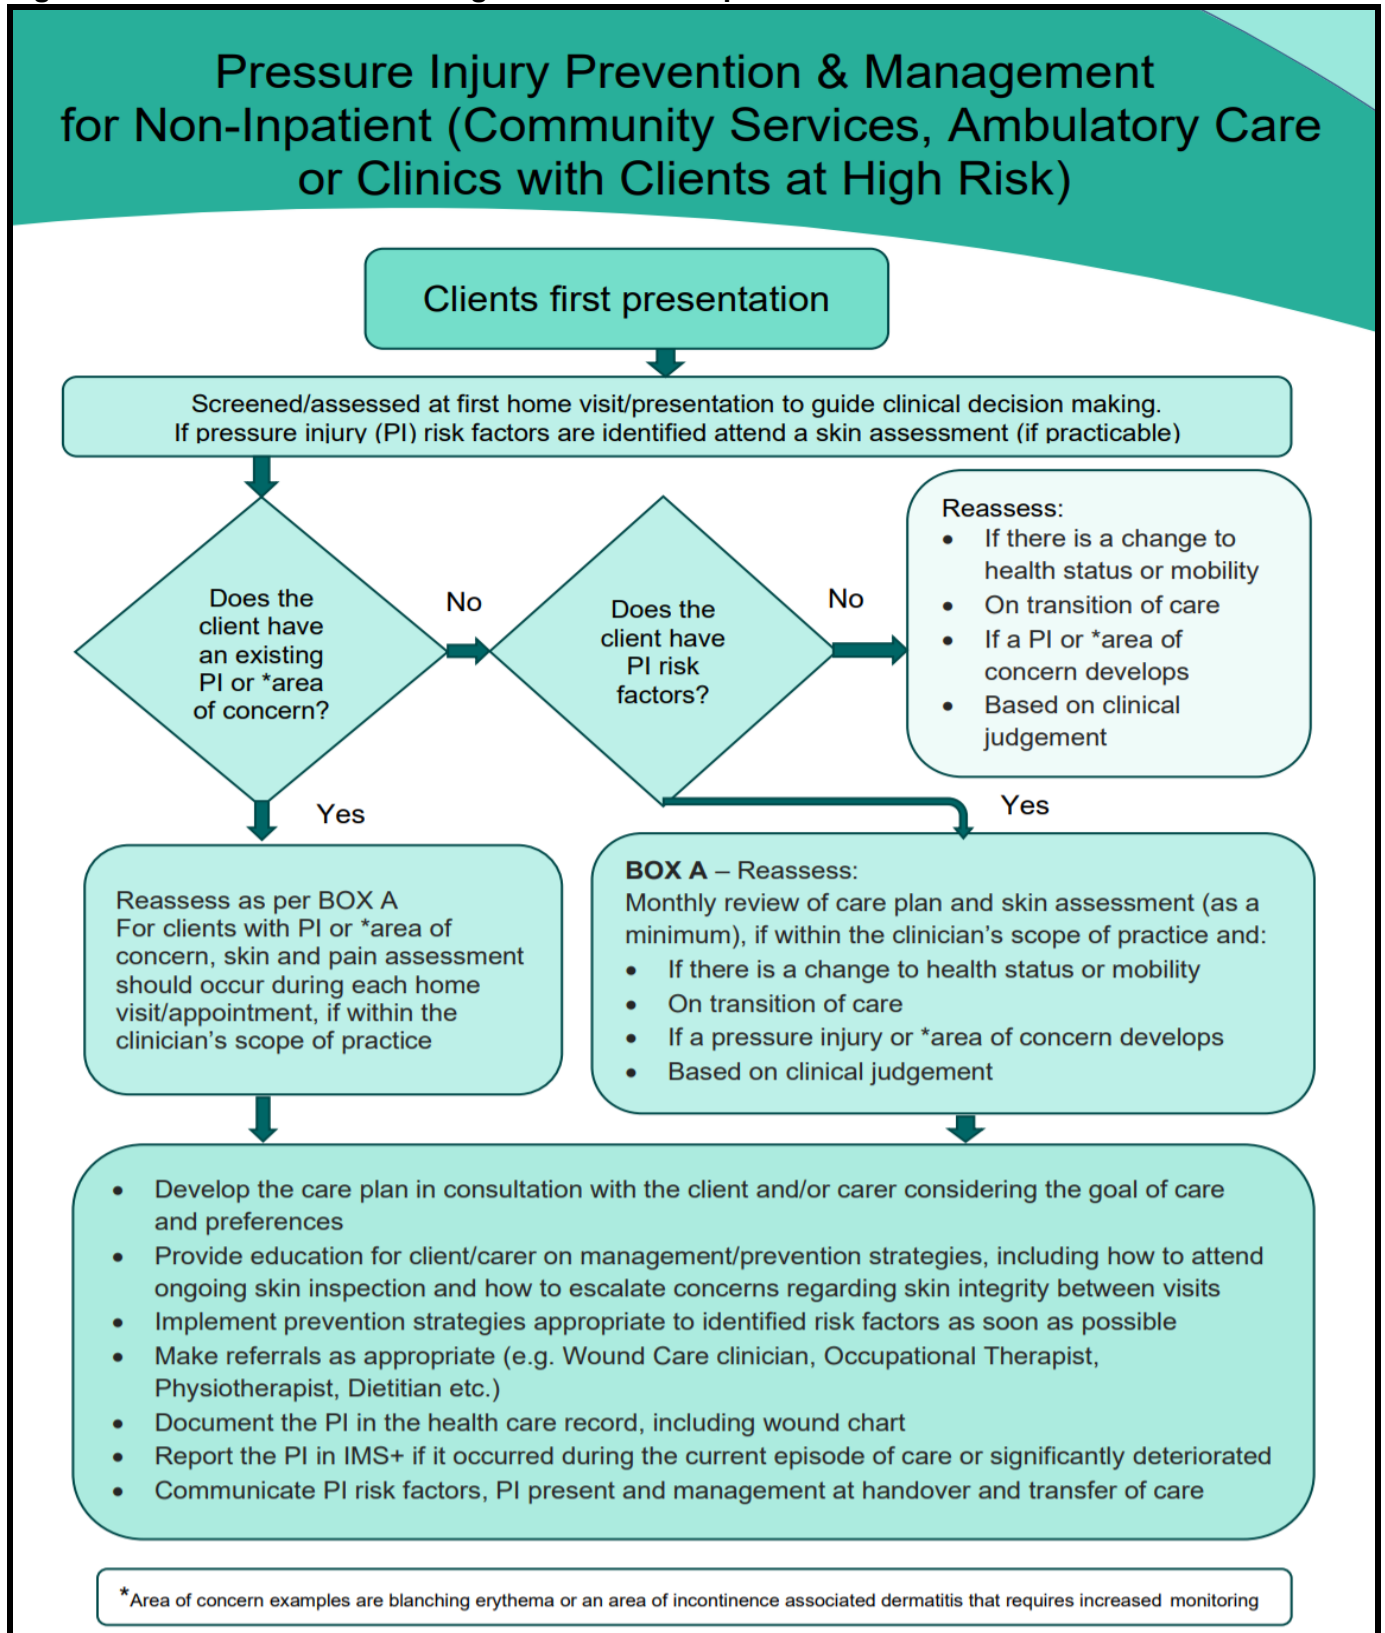 Pressure Injury Prevention & Management
for Non-Inpatient (Community Services, Ambulatory Care
or Clinics with Clients at High Risk)
Clients first presentation
Screened/assessed at first home visit/presentation to guide clinical decision making.
If pressure injury (PI) risk factors are identified attend a skin assessment (if practicable)
Does the
client have
an existing
PI or *area
of concern?
No
Does the
client have
PI risk
factors?
No
Reassess:
• If there is a change to
health status or mobility
• On transition of care
• If a PI or *area of
concern develops
• Based on clinical
judgement
Yes
Yes
Reassess as per BOX A
For clients with PI or *area of
concern, skin and pain assessment
should occur during each home
visit/appointment, if within the
clinician's scope of practice
BOX A – Reassess:
Monthly review of care plan and skin assessment (as a
minimum), if within the clinician's scope of practice and:
• If there is a change to health status or mobility
• On transition of care
• If a pressure injury or *area of concern develops
• Based on clinical judgement
• Develop the care plan in consultation with the client and/or carer considering the goal of care
and preferences
• Provide education for client/carer on management/prevention strategies, including how to attend
ongoing skin inspection and how to escalate concerns regarding skin integrity between visits
• Implement prevention strategies appropriate to identified risk factors as soon as possible
• Make referrals as appropriate (e.g. Wound Care clinician, Occupational Therapist,
Physiotherapist, Dietitian etc.)
• Document the PI in the health care record, including wound chart
• Report the PI in IMS+ if it occurred during the current episode of care or significantly deteriorated
• Communicate PI risk factors, PI present and management at handover and transfer of care
*Area of concern examples are blanching erythema or an area of incontinence associated dermatitis that requires increased monitoring